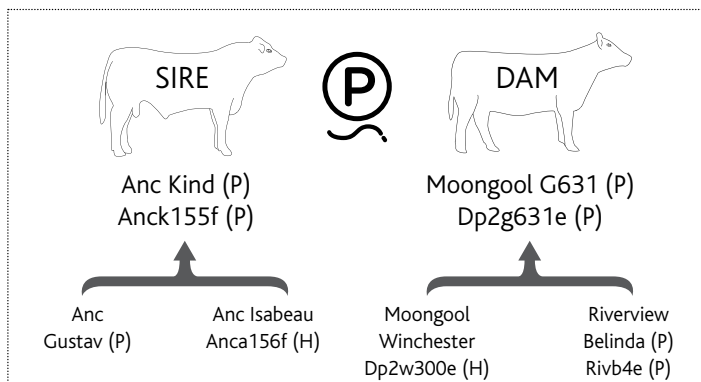 SIRE
P
DAM
Anc Kind (P)
Anck155f (P)
Moongool G631 (P)
Dp2g631e (P)
Anc
Gustav (P)
Anc Isabeau
Anca156f (H)
Moongool
Winchester
Dp2w300e (H)
Riverview
Belinda (P)
Rivb4e (P)